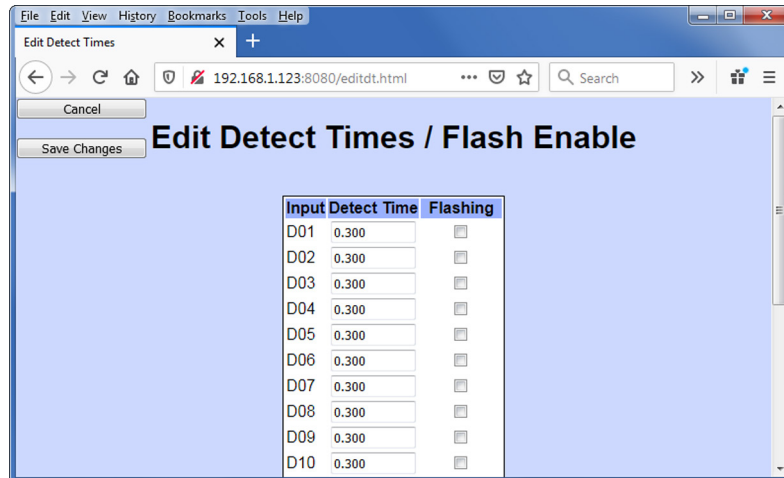 File Edit View History Bookmarks Tools Help
Edit Detect Times
192.168.1.123:8080/editdt.html
Search
Cancel
Save Changes
Edit Detect Times / Flash Enable
Input Detect Time Flashing
D01 0.300
D02 0.300
D03 0.300
D04 0.300
D05 0.300
D06 0.300
D07 0.300
D08 0.300
D09 0.300
D10 0.300